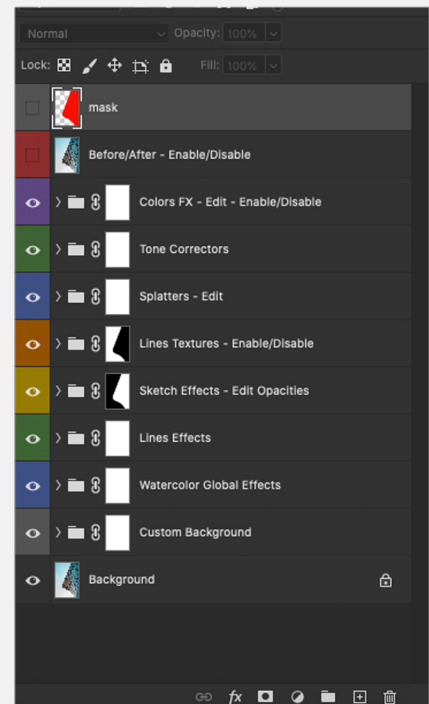 Normal Opacity: 100%
Lock: Fill: 100%
mask
Before/After - Enable/Disable
Colors FX - Edit - Enable/Disable
Tone Correctors
Splatters - Edit
Lines Textures - Enable/Disable
Sketch Effects - Edit Opacities
Lines Effects
Watercolor Global Effects
Custom Background
Background
fx